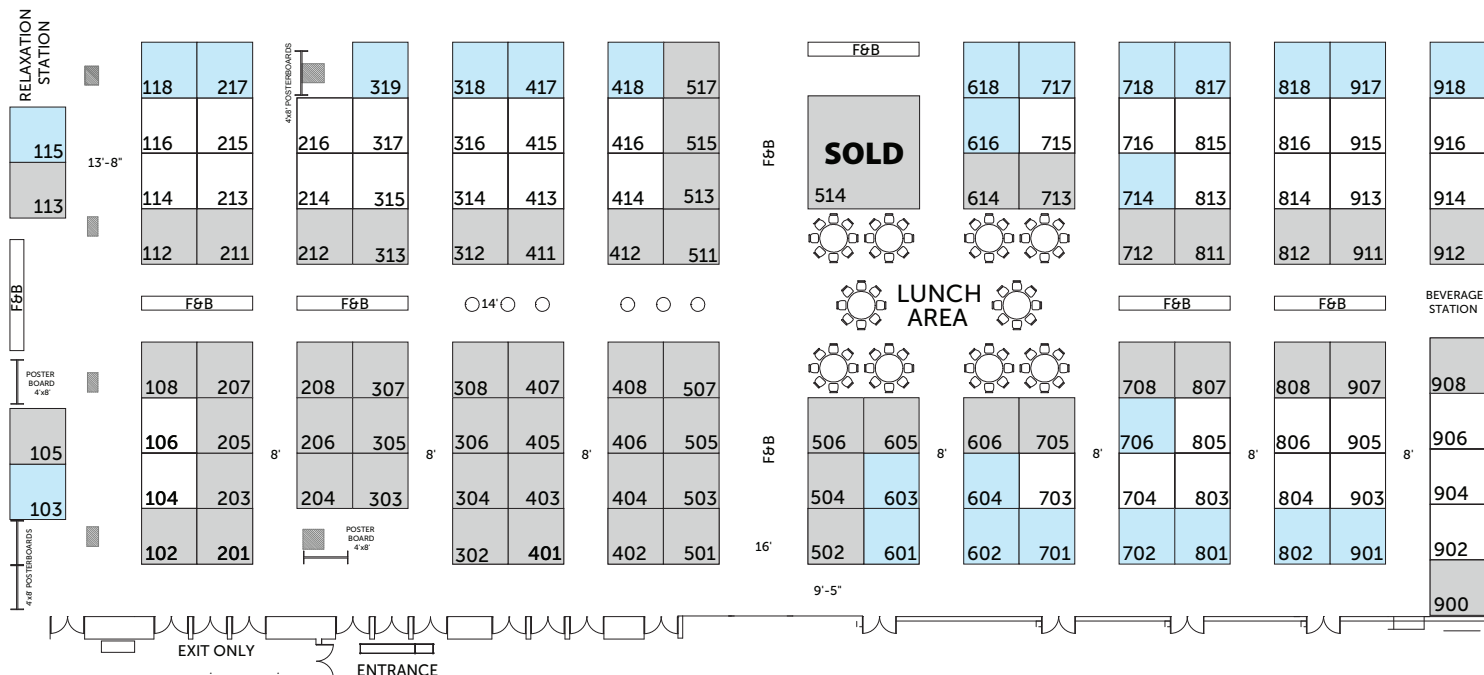 RELAXATION
STATION
4'x8' POSTERBOARDS
F&B
118 217 319 318 417 418 517 618 717 718 817 818 917 918
115 116 215 216 317 316 415 416 515 F&B SOLD 616 715 716 815 816 915 916
13'-8"
113 114 213 214 315 314 413 414 513 514 614 713 714 813 814 913 914
112 211 212 313 312 411 412 511 712 811 812 911 912
F&B F&B F&B 14' LUNCH F&B F&B BEVERAGE
AREA STATION
POSTER
BOARD
4'x8'
108 207 208 307 308 407 408 507 708 807 808 907 908
105 106 205 206 305 306 405 406 505 F&B 506 605 606 705 706 805 806 905 906
8' 8' 8' 8' 8' 8' 8'
103 104 203 204 303 304 403 404 503 504 603 604 703 704 803 804 903 904
102 201 302 401 402 501 502 601 602 701 702 801 802 901 902
POSTER
BOARD
4'x8'
16'
4'x8' POSTERBOARDS
9'-5"
900
EXIT ONLY
ENTRANCE